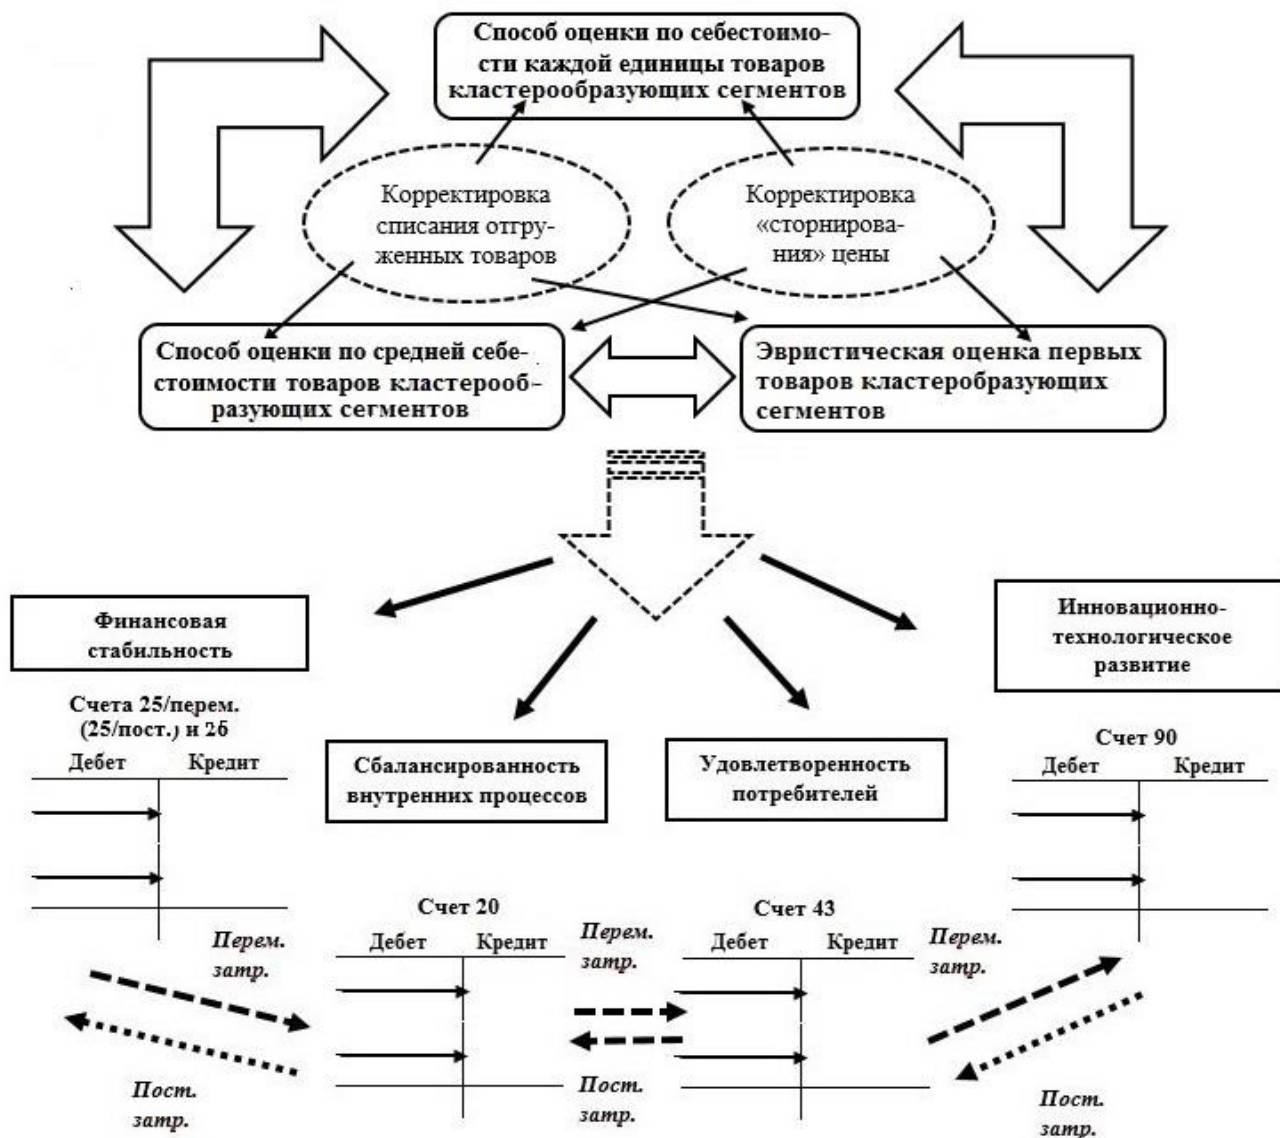 Способ оценки по себестоимо-
сти каждой единицы товаров
кластерообразующих сегментов
Корректировка
списания отгру-
женных товаров
Корректировка
«сторнирова-
ния» цены
Способ оценки по средней себе-
стоимости товаров кластерооб-
разующих сегментов
Эвристическая оценка первых
товаров кластеробразующих
сегментов
Финансовая
стабильность
Инновационно-
технологическое
развитие
Счета 25/перем.
(25/пост.) и 26
Дебет Кредит
Сбалансированность
внутренних процессов
Удовлетворенность
потребителей
Счет 90
Дебет Кредит
Счет 20
Дебет Кредит
Счет 43
Дебет Кредит
Перем.
затр.
Перем.
затр.
Перем.
затр.
Пост.
затр.
Пост.
затр.
Пост.
затр.